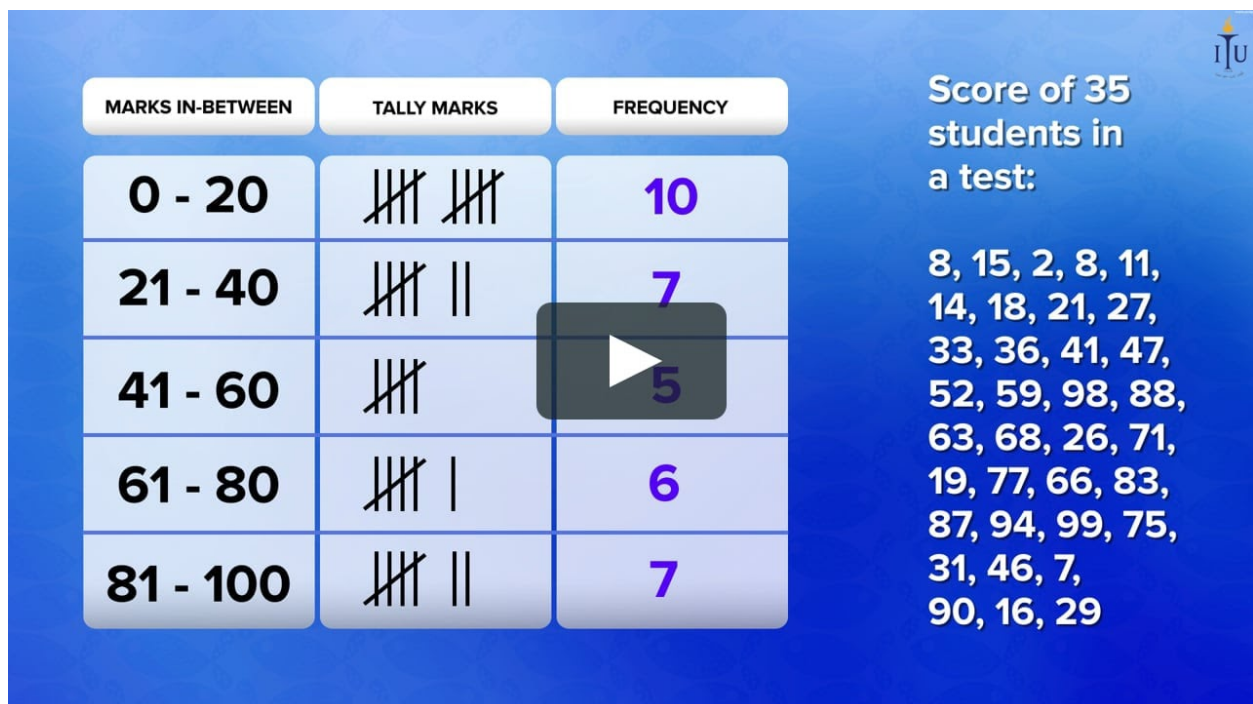 ITU
MARKS IN-BETWEEN TALLY MARKS FREQUENCY
0 - 20 10
21 - 40 7
41 - 60 5
61 - 80 6
81 - 100 7
Score of 35
students in
a test:
8, 15, 2, 8, 11,
14, 18, 21, 27,
33, 36, 41, 47,
52, 59, 98, 88,
63, 68, 26, 71,
19, 77, 66, 83,
87, 94, 99, 75,
31, 46, 7,
90, 16, 29